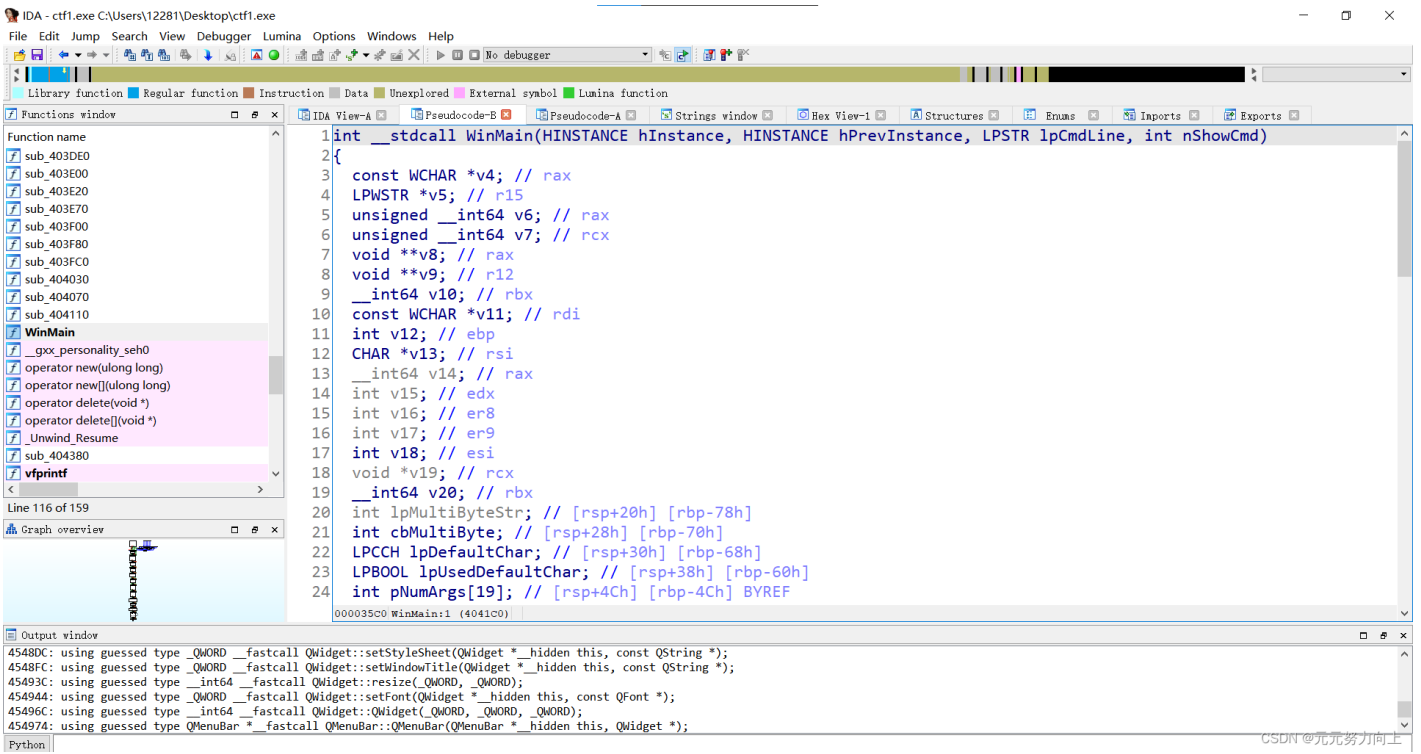 IDA - ctf1.exe C:\Users\12281\Desktop\ctf1.exe
File Edit Jump Search View Debugger Lumina Options Windows Help
No debugger
Library function Regular function Instruction Data Unexplored External symbol Lumina function
Functions window
Function name
sub_403DE0
sub_403E00
sub_403E20
sub_403E70
sub_403F00
sub_403F80
sub_403FC0
sub_404030
sub_404070
sub_404110
WinMain
__gxx_personality_seh0
operator new(ulong long)
operator new[](ulong long)
operator delete(void *)
operator delete[](void *)
_Unwind_Resume
sub_404380
vfprintf
Line 116 of 159
Graph overview
IDA View-A Pseudocode-B Pseudocode-A Strings window Hex View-1 Structures Enums Imports Exports
1 int __stdcall WinMain(HINSTANCE hInstance, HINSTANCE hPrevInstance, LPSTR lpCmdLine, int nShowCmd)
2 {
3 const WCHAR *v4; // rax
4 LPWSTR *v5; // r15
5 unsigned __int64 v6; // rax
6 unsigned __int64 v7; // rcx
7 void **v8; // rax
8 void **v9; // r12
9 __int64 v10; // rbx
10 const WCHAR *v11; // rdi
11 int v12; // ebp
12 CHAR *v13; // rsi
13 __int64 v14; // rax
14 int v15; // edx
15 int v16; // er8
16 int v17; // er9
17 int v18; // esi
18 void *v19; // rcx
19 __int64 v20; // rbx
20 int lpMultiByteStr; // [rsp+20h] [rbp-78h]
21 int cbMultiByte; // [rsp+28h] [rbp-70h]
22 LPCCH lpDefaultChar; // [rsp+30h] [rbp-68h]
23 LPBOOL lpUsedDefaultChar; // [rsp+38h] [rbp-60h]
24 int pNumArgs[19]; // [rsp+4Ch] [rbp-4Ch] BYREF
000035C0 WinMain:1 (4041C0)
Output window
4548DC: using guessed type _QWORD __fastcall QWidget::setStyleSheet(QWidget *__hidden this, const QString *);
4548FC: using guessed type _QWORD __fastcall QWidget::setWindowTitle(QWidget *__hidden this, const QString *);
45493C: using guessed type __int64 __fastcall QWidget::resize(_QWORD, _QWORD);
454944: using guessed type _QWORD __fastcall QWidget::setFont(QWidget *__hidden this, const QFont *);
45496C: using guessed type __int64 __fastcall QWidget::QWidget(_QWORD, _QWORD, _QWORD);
454974: using guessed type QMenuBar *__fastcall QMenuBar::QMenuBar(QMenuBar *__hidden this, QWidget *);
Python
CSDN @元元努力向上